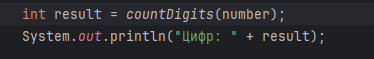 int result = countDigits(number);
System.out.println("Цифр: " + result);